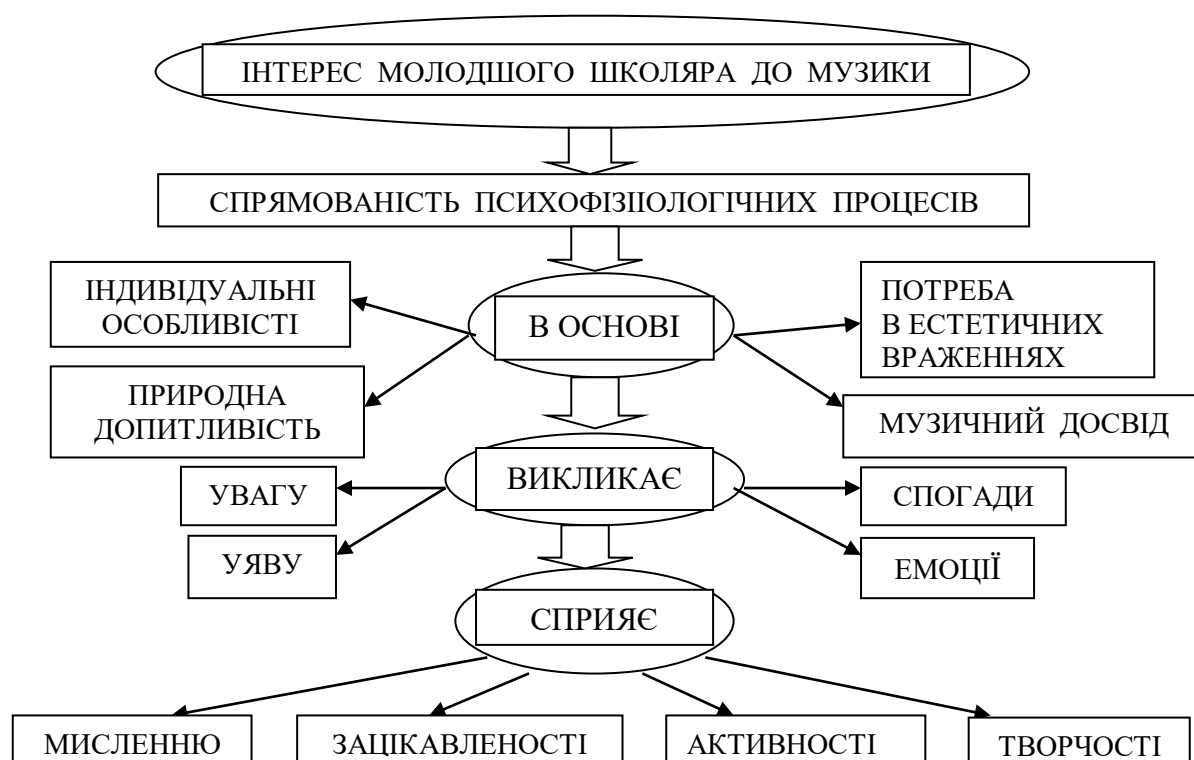 ІНТЕРЕС МОЛОДШОГО ШКОЛЯРА ДО МУЗИКИ
СПРЯМОВАНІСТЬ ПСИХОФІЗІІОЛОГІЧНИХ ПРОЦЕСІВ
ІНДИВІДУАЛЬНІ
ОСОБЛИВІСТІ
В ОСНОВІ
ПОТРЕБА
В ЕСТЕТИЧНИХ
ВРАЖЕННЯХ
ПРИРОДНА
ДОПИТЛИВІСТЬ
МУЗИЧНИЙ ДОСВІД
ВИКЛИКАЄ
УВАГУ
СПОГАДИ
УЯВУ
ЕМОЦІЇ
СПРИЯЄ
МИСЛЕННЮ
ЗАЦІКАВЛЕНОСТІ
АКТИВНОСТІ
ТВОРЧОСТІ